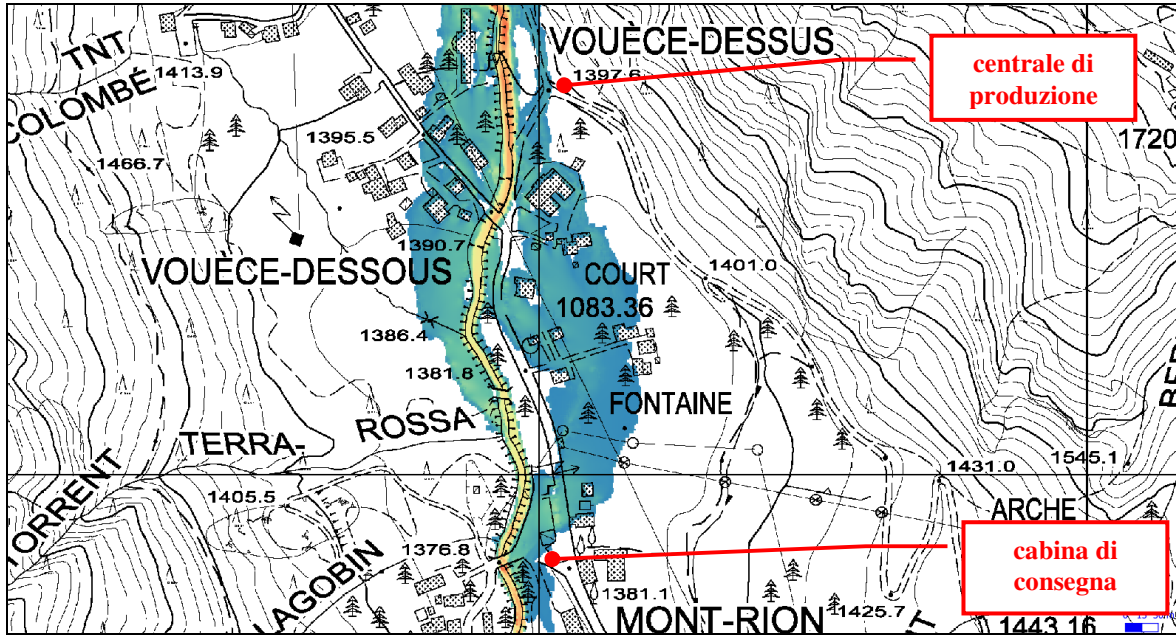 VOUÈCE-DESSUS
TNT
COLOMBÉ
1413.9
1397.6
centrale di
produzione
1720
1395.5
1466.7
1390.7
VOUÈCE-DESSOUS
COURT
1083.36
1401.0
1386.4
1381.8
FONTAINE
ROSSA
TERRA-
TORRENT
1405.5
1431.0
1545.1
ARCHE
LAGOBIN
1376.8
1381.1
cabina di
consegna
MONT-RION
1425.7
1443.16